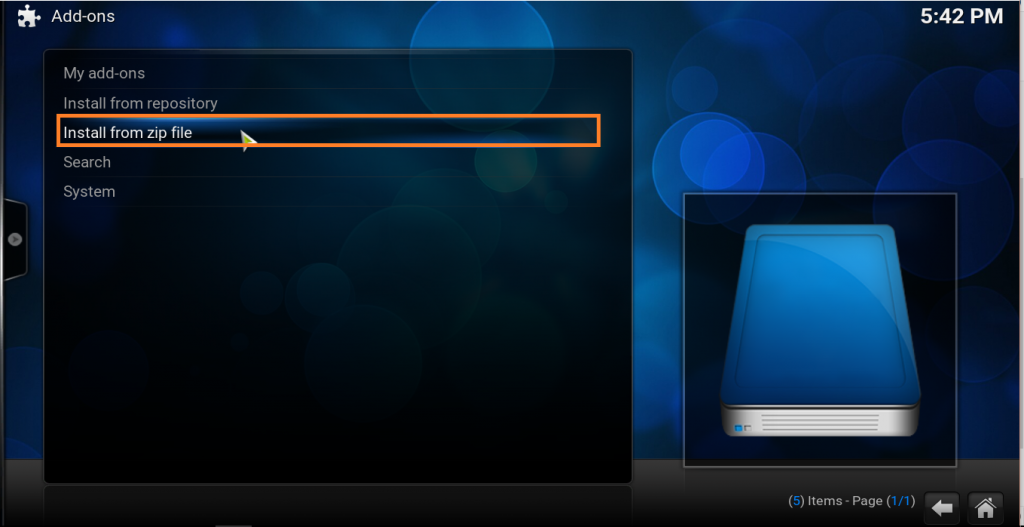 Add-ons
5:42 PM
My add-ons
Install from repository
Install from zip file
Search
System
(5) Items - Page (1/1)